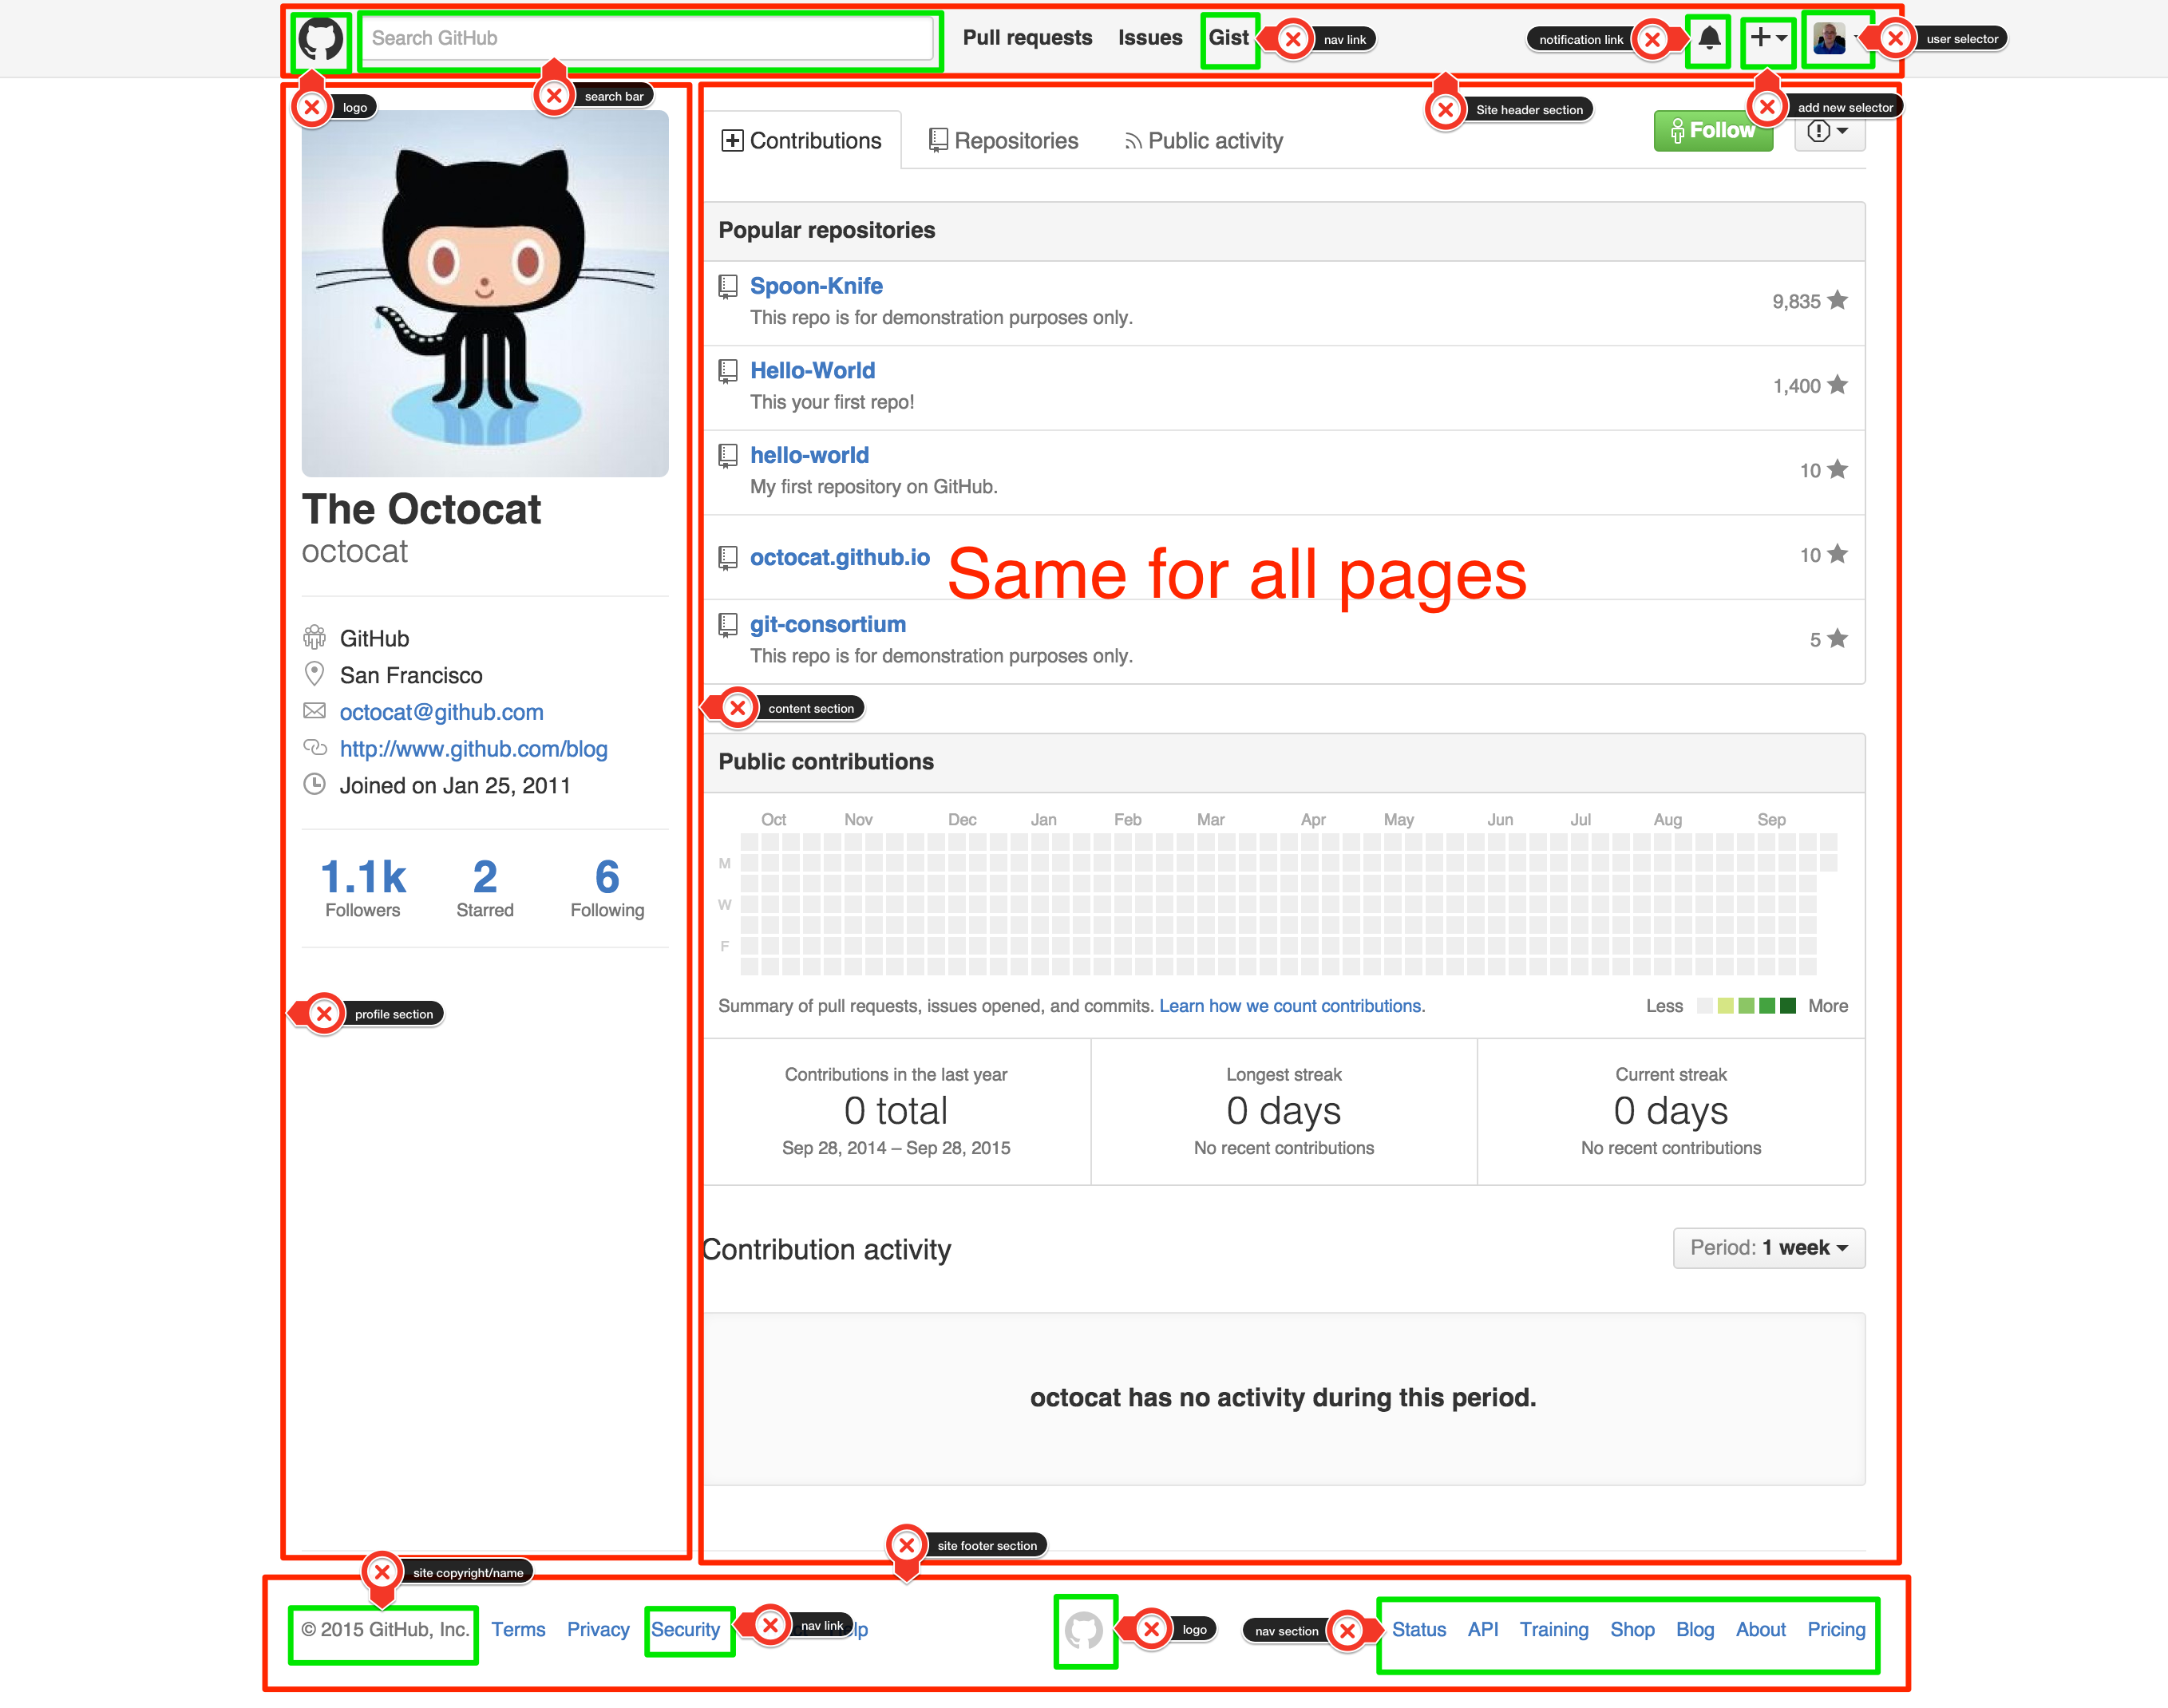 Search GitHub
Pull requests
Issues
Gist
nav link
notification link
user selector
logo
search bar
Site header section
add new selector
Contributions
Repositories
Public activity
Follow
Popular repositories
Spoon-Knife
This repo is for demonstration purposes only.
9,835
Hello-World
This your first repo!
1,400
hello-world
My first repository on GitHub.
10
octocat.github.io
10
Same for all pages
git-consortium
This repo is for demonstration purposes only.
5
The Octocat
octocat
GitHub
San Francisco
octocat@github.com
http://www.github.com/blog
Joined on Jan 25, 2011
1.1k
Followers
2
Starred
6
Following
profile section
content section
Public contributions
Oct Nov Dec Jan Feb Mar Apr May Jun Jul Aug Sep
M
W
F
Summary of pull requests, issues opened, and commits. Learn how we count contributions.
Less
More
Contributions in the last year
0 total
Sep 28, 2014 – Sep 28, 2015
Longest streak
0 days
No recent contributions
Current streak
0 days
No recent contributions
Contribution activity
Period: 1 week
octocat has no activity during this period.
site footer section
site copyright/name
© 2015 GitHub, Inc.
Terms
Privacy
Security
nav link
logo
nav section
Status
API
Training
Shop
Blog
About
Pricing